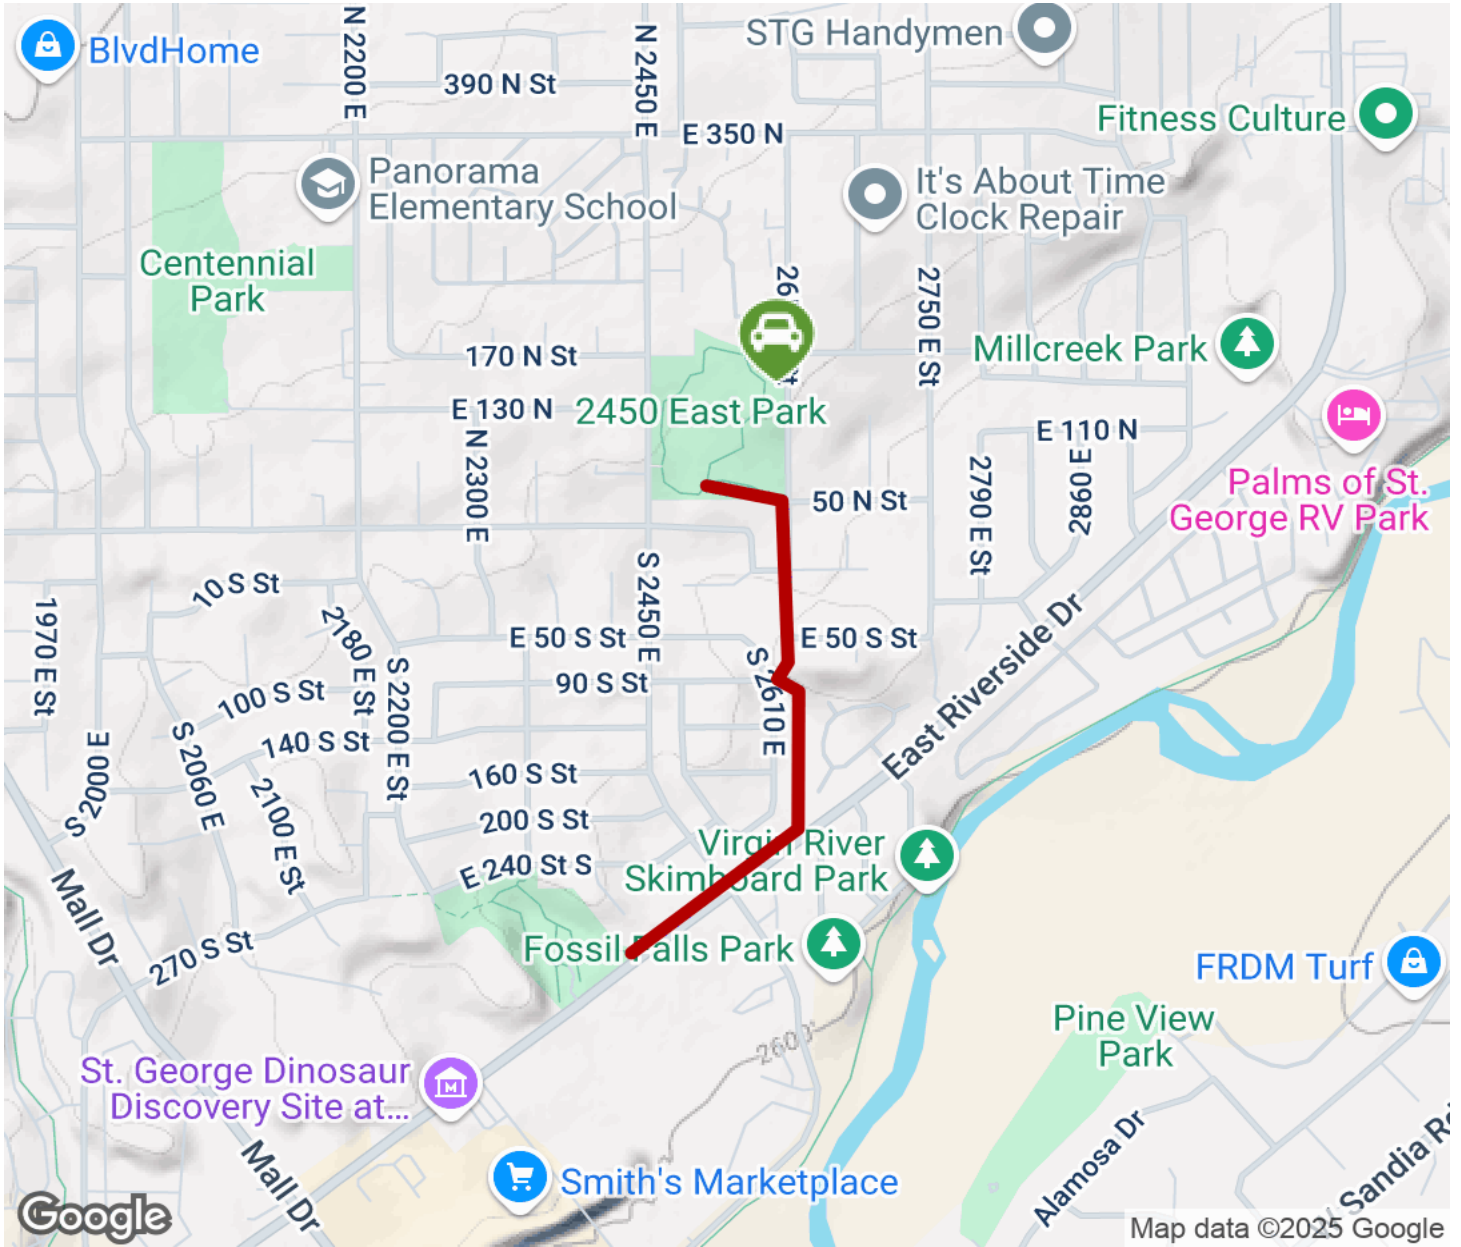 BlvdHome
N 2200 E
N 2450 E
390 N St
STG Handymen
Fitness Culture
E 350 N
Panorama
Elementary School
It's About Time
Clock Repair
Centennial
Park
2750 E St
170 N St
Millcreek Park
E 130 N
2450 East Park
E 110 N
N 2300 E
2790 E St
2860 E
Palms of St.
George RV Park
50 N St
10 S St
1970 E St
2180 E St
S 2450 E
E 50 S St
E 50 S St
East Riverside Dr
S 2610 E
90 S St
100 S St
S 2200 E St
S 2060 E
140 S St
S 2000 E
160 S St
2100 E St
200 S St
Virgin River
Skimboard Park
E 240 St S
Mall Dr
270 S St
Fossil Falls Park
FRDM Turf
Pine View
Park
2600'
St. George Dinosaur
Discovery Site at...
Mall Dr
Smith's Marketplace
Alamosa Dr
Google
Map data ©2025 Google